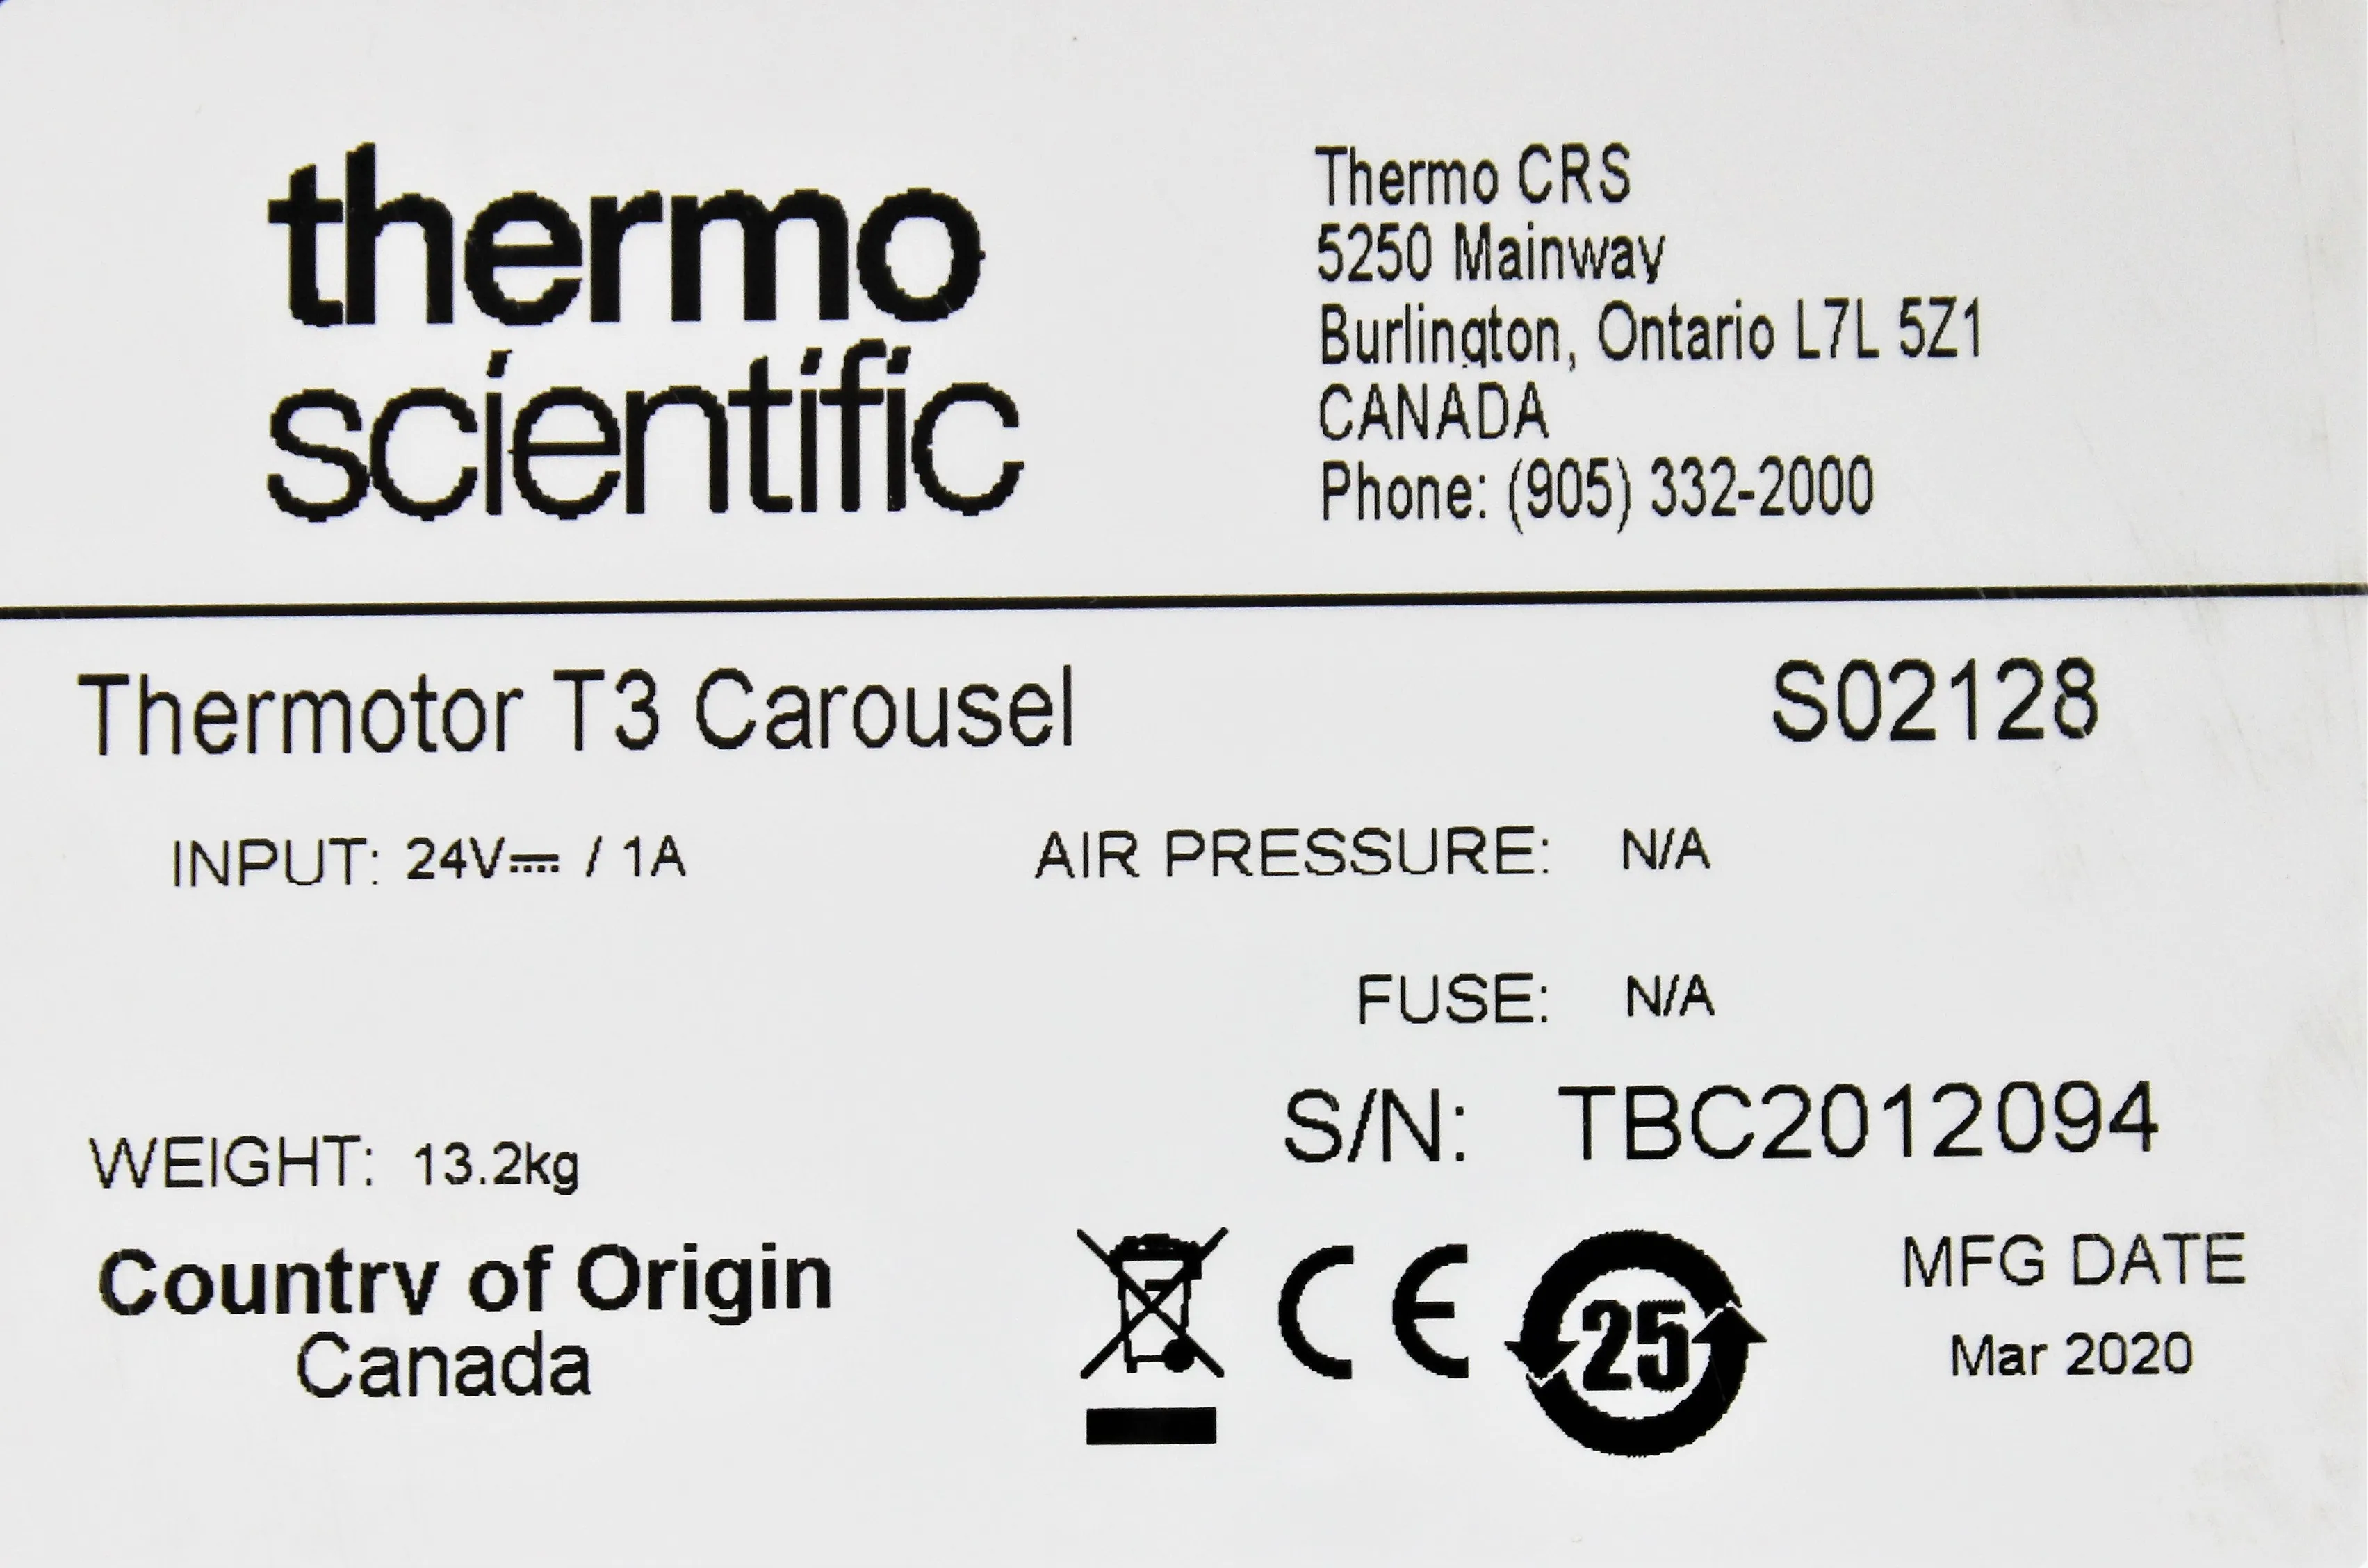 thermo
scientific
Thermo CRS
5250 Mainway
Burlington, Ontario L7L 5Z1
CANADA
Phone: (905) 332-2000
Thermotor T3 Carousel S02128
INPUT: 24V⎓ / 1A AIR PRESSURE: N/A
FUSE: N/A
S/N: TBC2012094
WEIGHT: 13.2kg
Country of Origin
Canada
CE
25
MFG DATE
Mar 2020